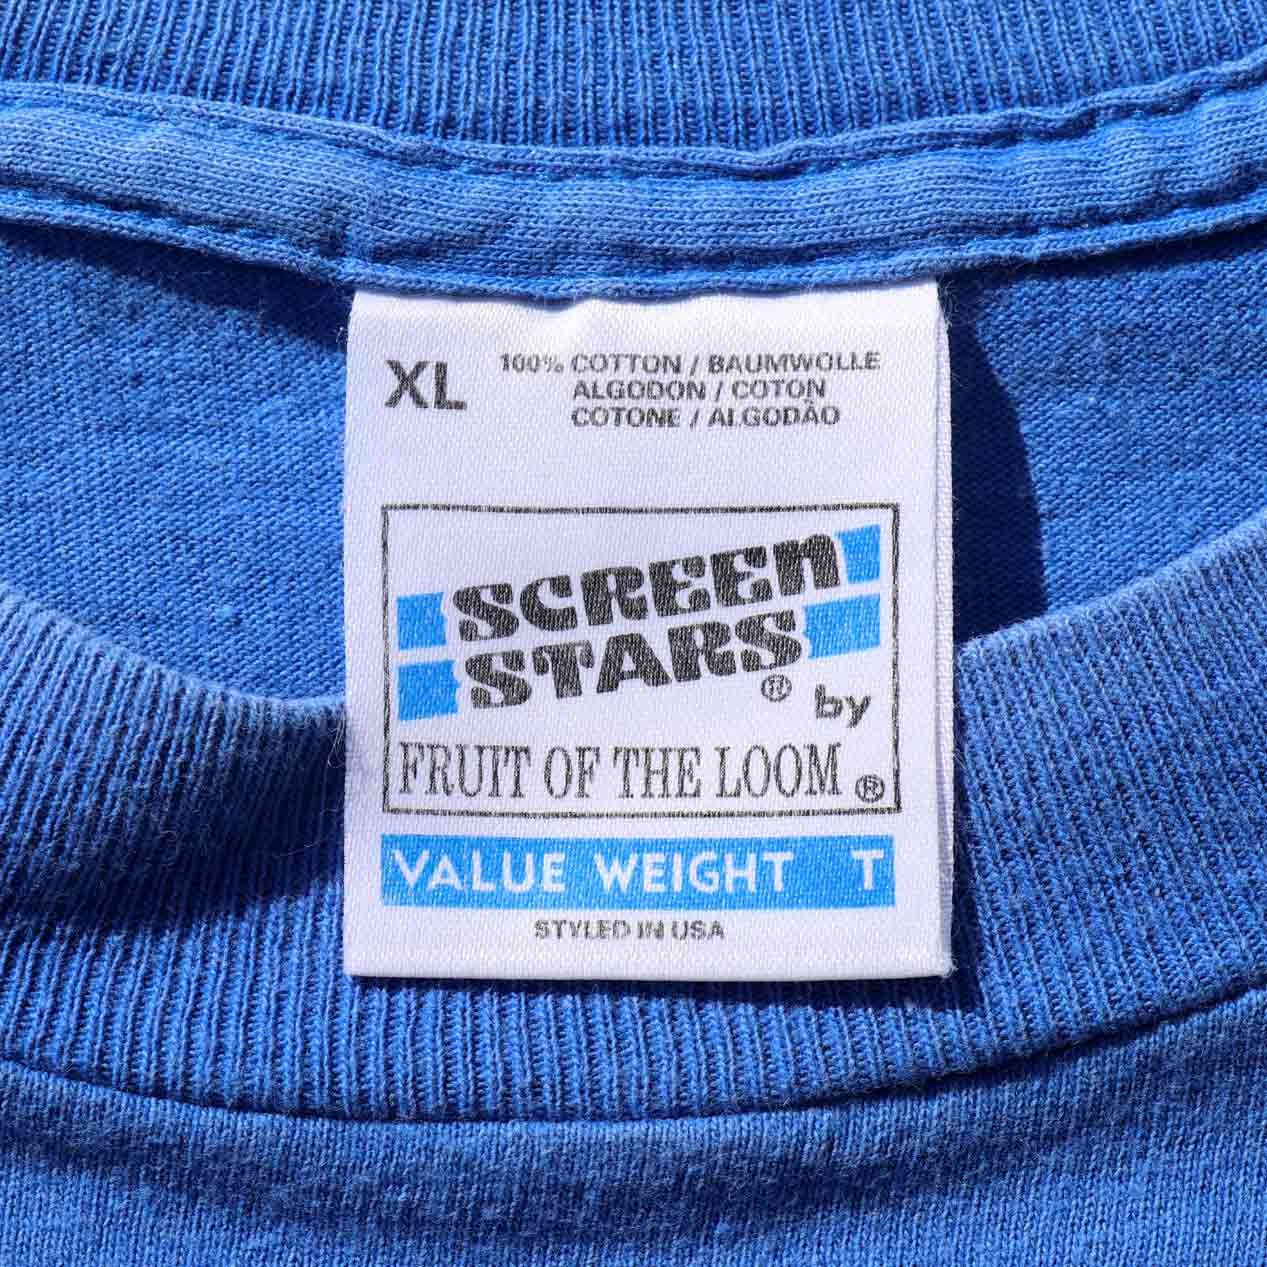 XL
100% COTTON / BAUMWOLLE
ALGODON / COTON
COTONE / ALGODÃO
SCREEN
STARS® by
FRUIT OF THE LOOM®
VALUE WEIGHT T
STYLED IN USA